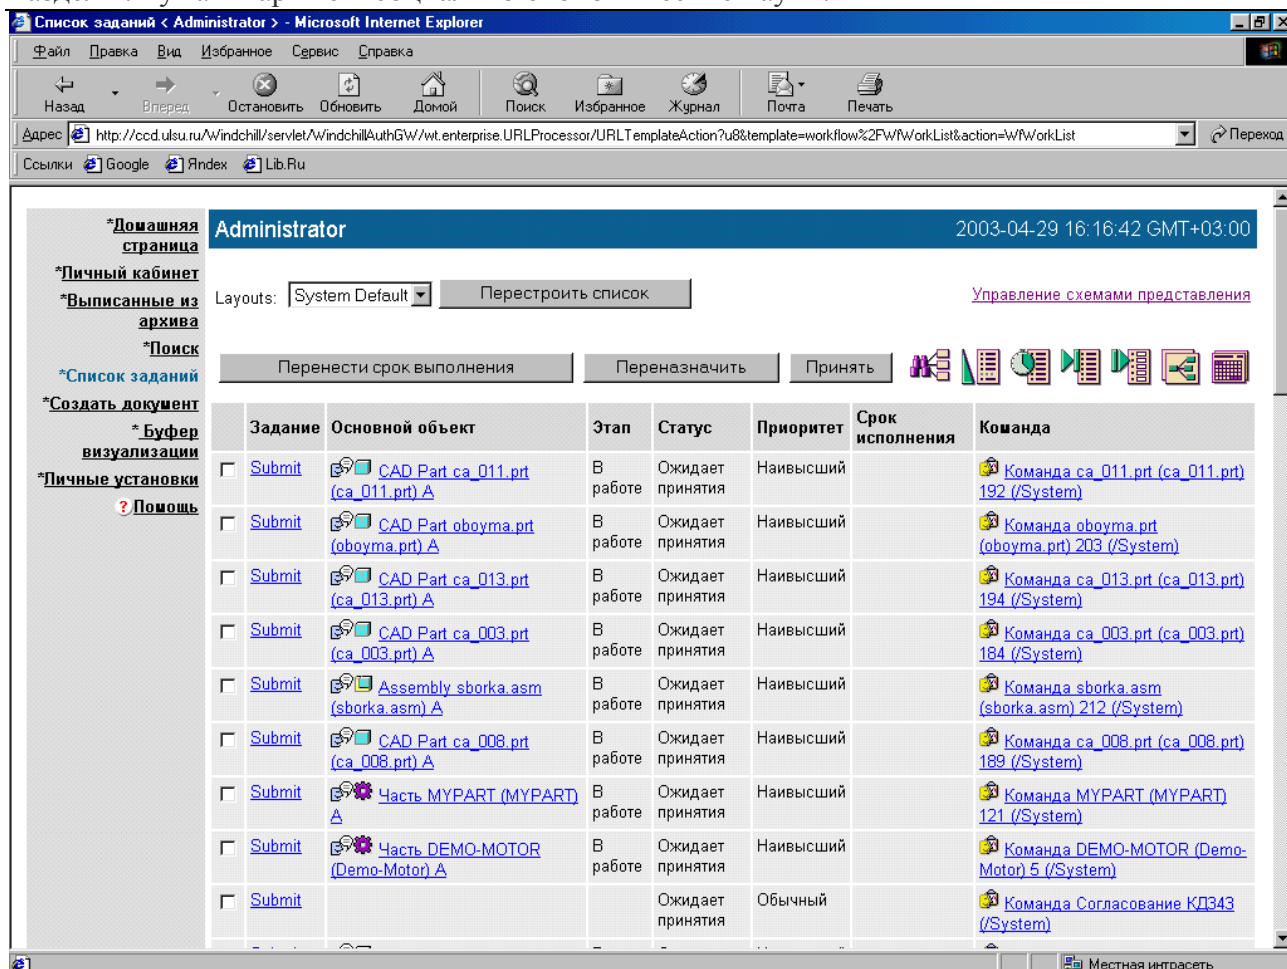 Список заданий < Administrator > - Microsoft Internet Explorer
Файл Правка Вид Избранное Сервис Справка
Назад Вперед Остановить Обновить Домой Поиск Избранное Журнал Почта Печать
Адрес http://ccd.ulsu.ru/Windchill/servlet/WindchillAuthGW/wt.enterprise.URLProcessor/URLTemplateAction?u8&template=workflow%2FWfWorkList&action=WfWorkList Переход
Ссылки Google Яndex Lib.Ru
*Домашняя
страница
*Личный кабинет
*Выписанные из
архива
*Поиск
*Список заданий
*Создать документ
* Буфер
визуализации
*Личные установки
? Помощь
Administrator 2003-04-29 16:16:42 GMT+03:00
Layouts: System Default Перестроить список Управление схемами представления
Перенести срок выполнения Переназначить Принять
Задание Основной объект Этап Статус Приоритет Срок исполнения Команда
Submit CAD Part ca_011.prt В Ожидает Наивысший Команда ca_011.prt (ca_011.prt)
(ca_011.prt) A работе принятия 192 (/System)
Submit CAD Part oboyma.prt В Ожидает Наивысший Команда oboyma.prt
(oboyma.prt) A работе принятия (oboyma.prt) 203 (/System)
Submit CAD Part ca_013.prt В Ожидает Наивысший Команда ca_013.prt (ca_013.prt)
(ca_013.prt) A работе принятия 194 (/System)
Submit CAD Part ca_003.prt В Ожидает Наивысший Команда ca_003.prt (ca_003.prt)
(ca_003.prt) A работе принятия 184 (/System)
Submit Assembly sborka.asm В Ожидает Наивысший Команда sborka.asm
(sborka.asm) A работе принятия (sborka.asm) 212 (/System)
Submit CAD Part ca_008.prt В Ожидает Наивысший Команда ca_008.prt (ca_008.prt)
(ca_008.prt) A работе принятия 189 (/System)
Submit Часть MYPART (MYPART) В Ожидает Наивысший Команда MYPART (MYPART)
A работе принятия 121 (/System)
Submit Часть DEMO-MOTOR В Ожидает Наивысший Команда DEMO-MOTOR (Demo-
(Demo-Motor) A работе принятия Motor) 5 (/System)
Submit Ожидает Обычный Команда Согласование КД343
принятия (/System)
Местная интрасеть